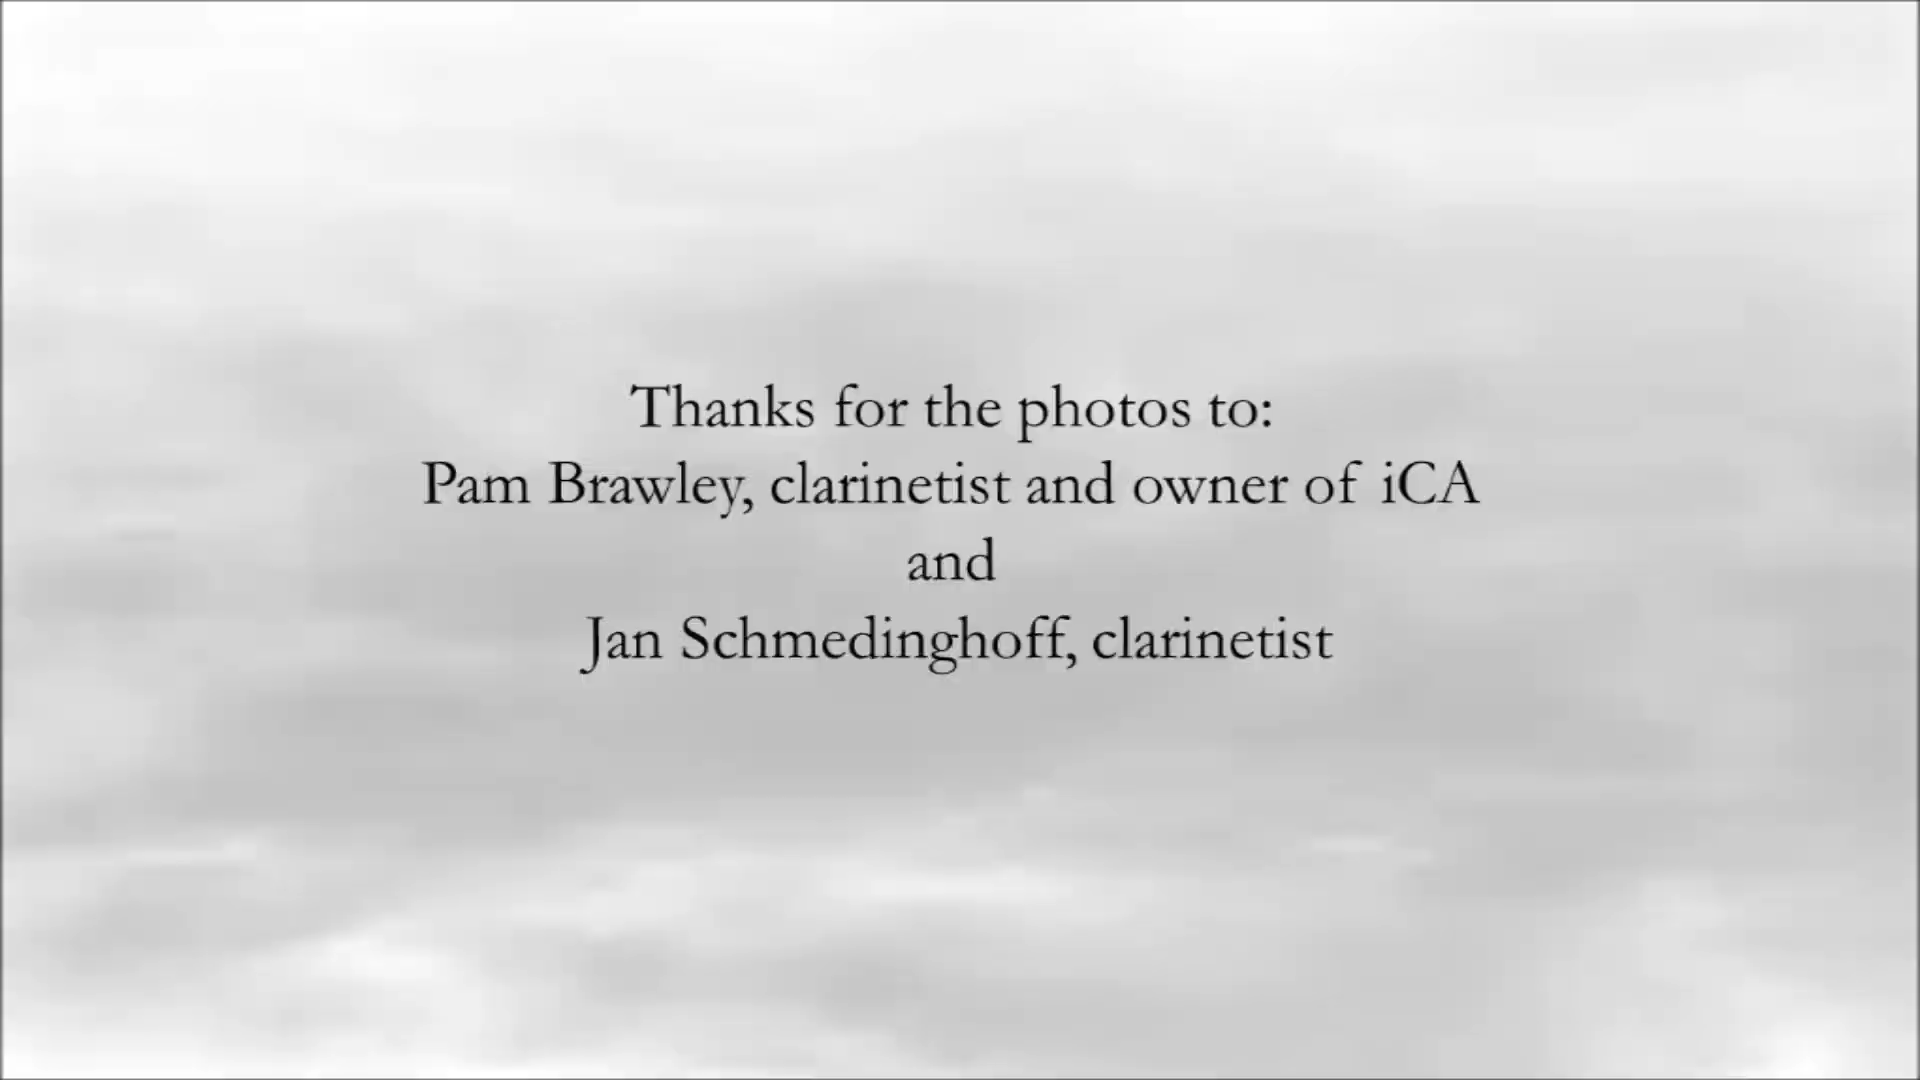 Thanks for the photos to:
Pam Brawley, clarinetist and owner of iCA
and
Jan Schmedinghoff, clarinetist